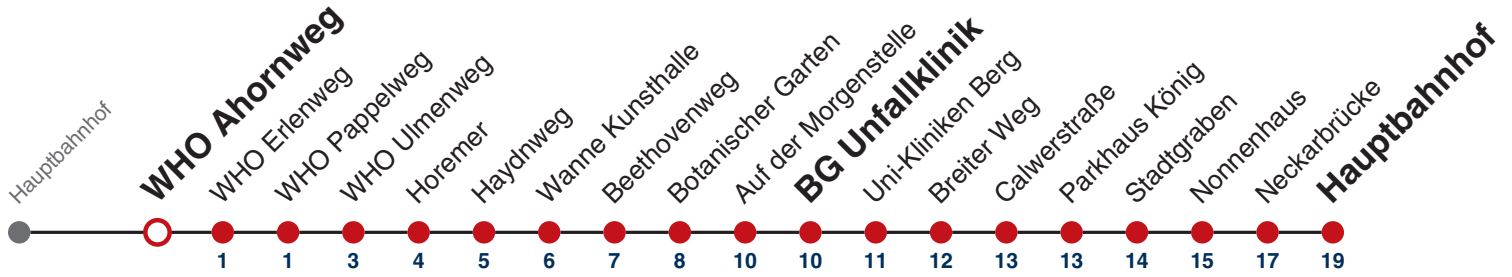 Hauptbahnhof
WHO Ahornweg
WHO Erlenweg
WHO Pappelweg
WHO Ulmenweg
Horemer
Haydnweg
Wanne Kunsthalle
Beethovenweg
Botanischer Garten
Auf der Morgenstelle
BG Unfallklinik
Uni-Kliniken Berg
Breiter Weg
Calwerstraße
Parkhaus König
Stadtgraben
Nonnenhaus
Neckarbrücke
Hauptbahnhof
1 1 3 4 5 6 7 8 10 10 11 12 13 13 14 15 17 19